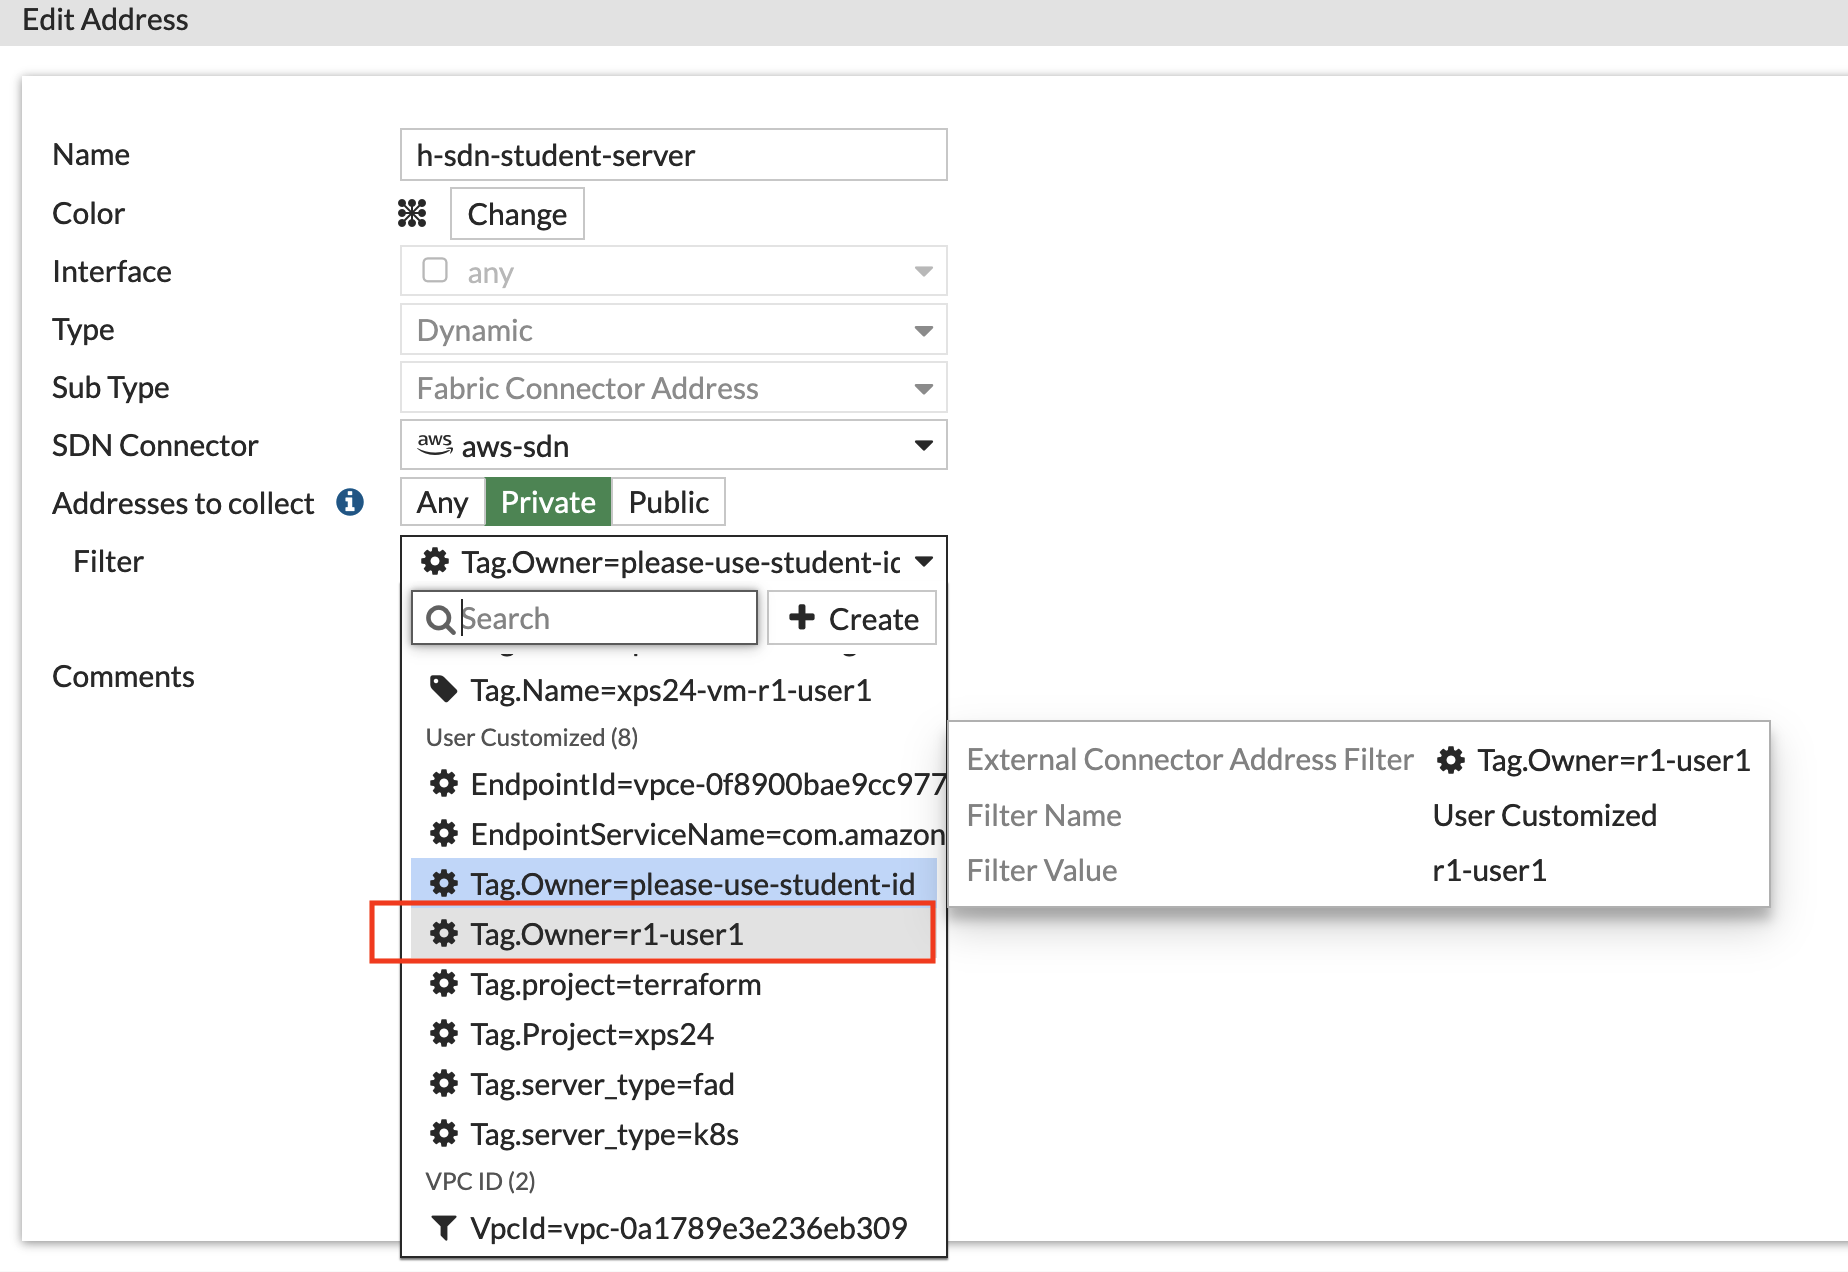 Edit Address
Name
h-sdn-student-server
Color
Change
Interface
any
Type
Dynamic
Sub Type
Fabric Connector Address
SDN Connector
aws aws-sdn
Addresses to collect
Any Private Public
Filter
Tag.Owner=please-use-student-ic
Search
Create
Tag.Name=xps24-vm-r1-user1
Comments
User Customized (8)
EndpointId=vpce-0f8900bae9cc977
EndpointServiceName=com.amazon
Tag.Owner=please-use-student-id
Tag.Owner=r1-user1
Tag.project=terraform
Tag.Project=xps24
Tag.server_type=fad
Tag.server_type=k8s
VPC ID (2)
VpcId=vpc-0a1789e3e236eb309
External Connector Address Filter Tag.Owner=r1-user1
Filter Name User Customized
Filter Value r1-user1